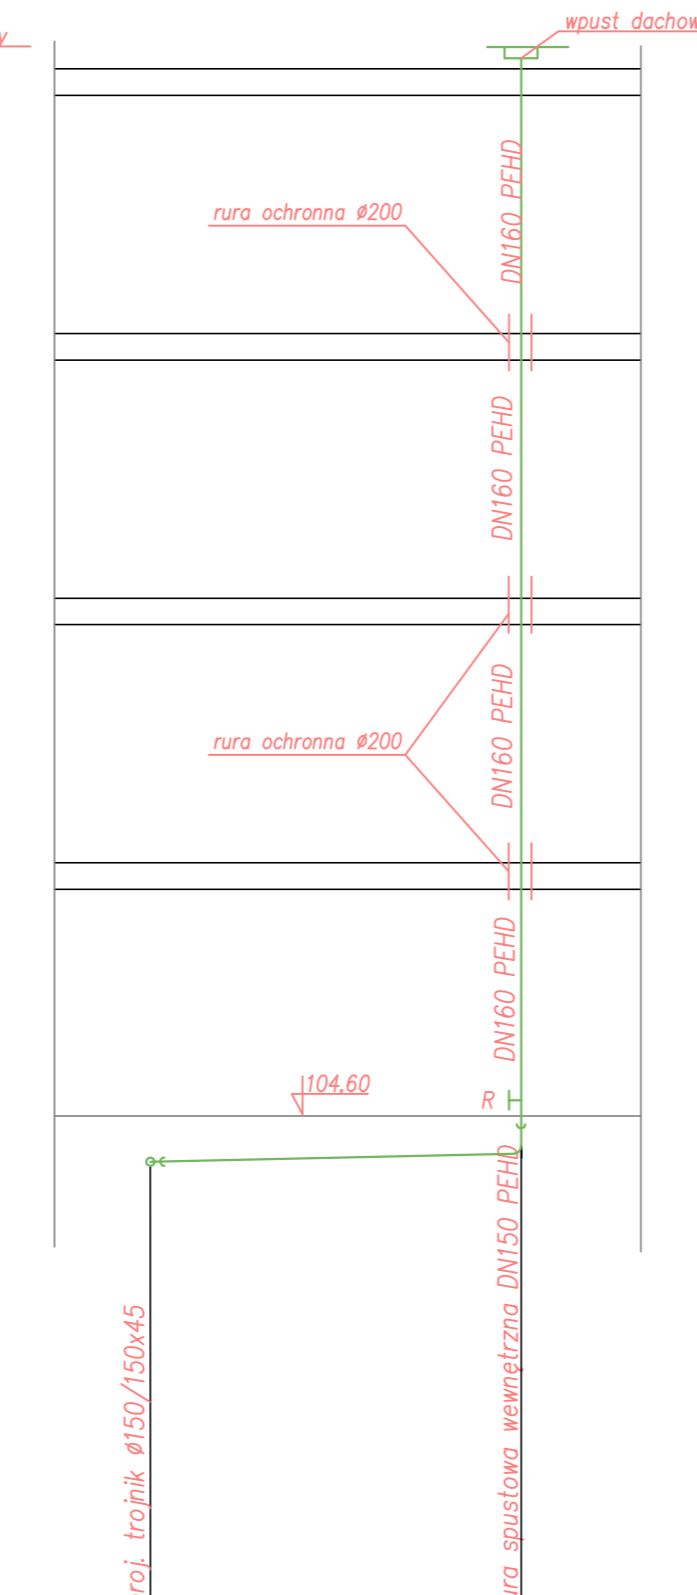 wpust dachow
y
DN160 PEHD
rura ochronna ø200
DN160 PEHD
DN160 PEHD
rura ochronna ø200
DN160 PEHD
104,60
R
roj. trojnik ø150/150x45
ura spustowa wewnętrzna DN150 PEHD